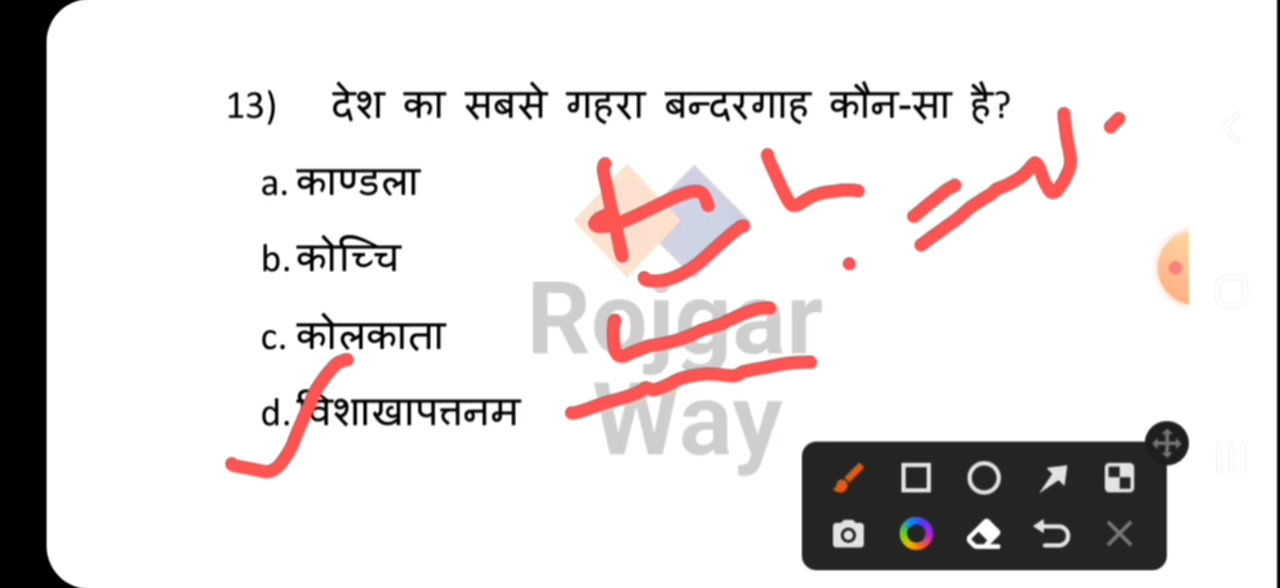 13) देश का सबसे गहरा बन्दरगाह कौन-सा है?
a. काण्डला
b. कोच्चि
c. कोलकाता
d. विशाखापत्तनम
Rojgar
Way